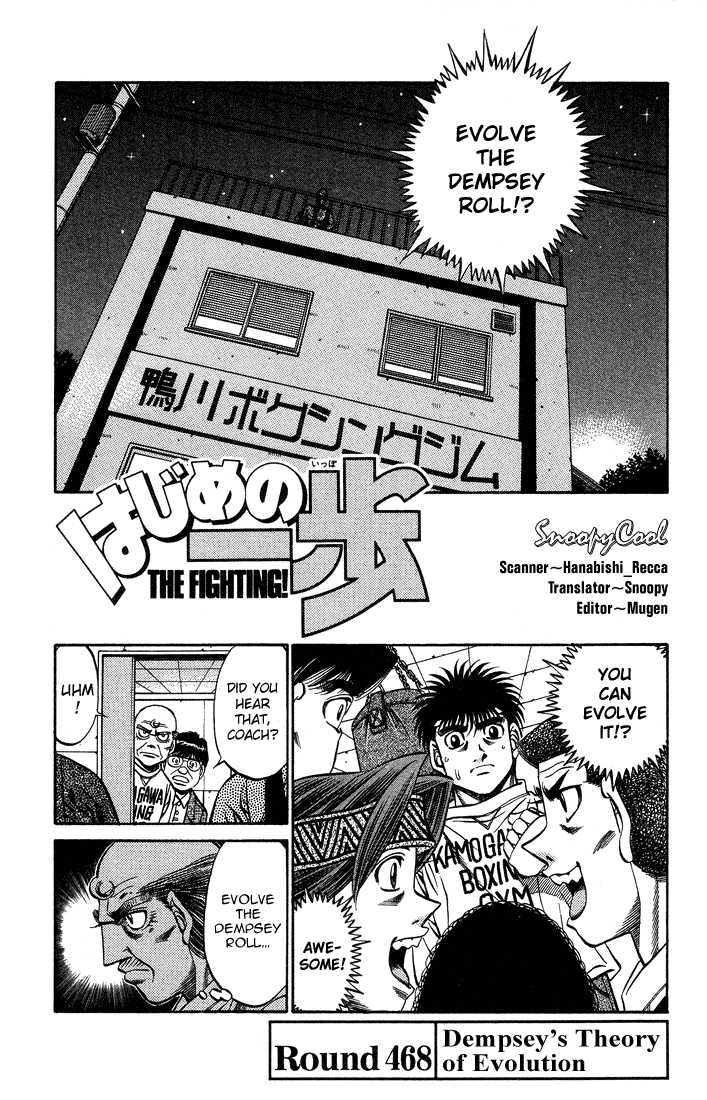 EVOLVE
THE
DEMPSEY
ROLL!?
鴨川ボクシングジム
はじめの一歩
いっぽ
THE FIGHTING!
SnoopyCool
Scanner~Hanabishi_Recca
Translator~Snoopy
Editor~Mugen
YOU
CAN
EVOLVE
IT!?
KAMOGA
BOXIN
GYM
AWE-
SOME!
DID YOU
HEAR
THAT,
COACH?
UHM
!
GAWA
ING
EVOLVE
THE
DEMPSEY
ROLL...
Round 468
Dempsey's Theory
of Evolution